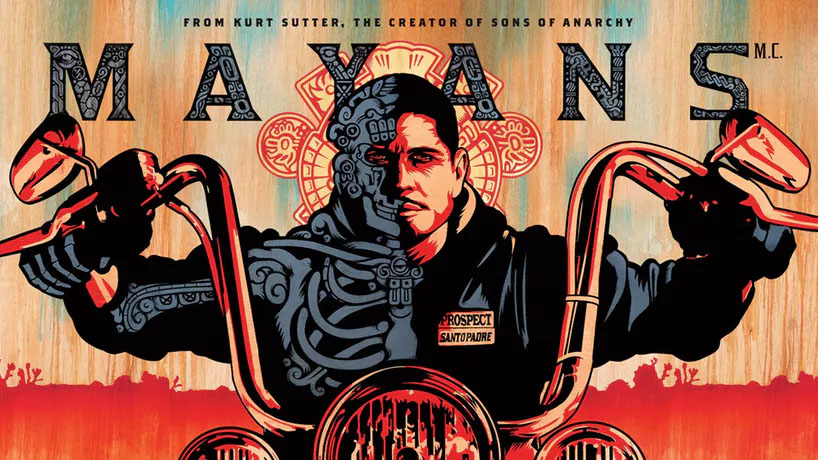 FROM KURT SUTTER, THE CREATOR OF SONS OF ANARCHY
MAYANS M.C.
PROSPECT
SANTO PADRE